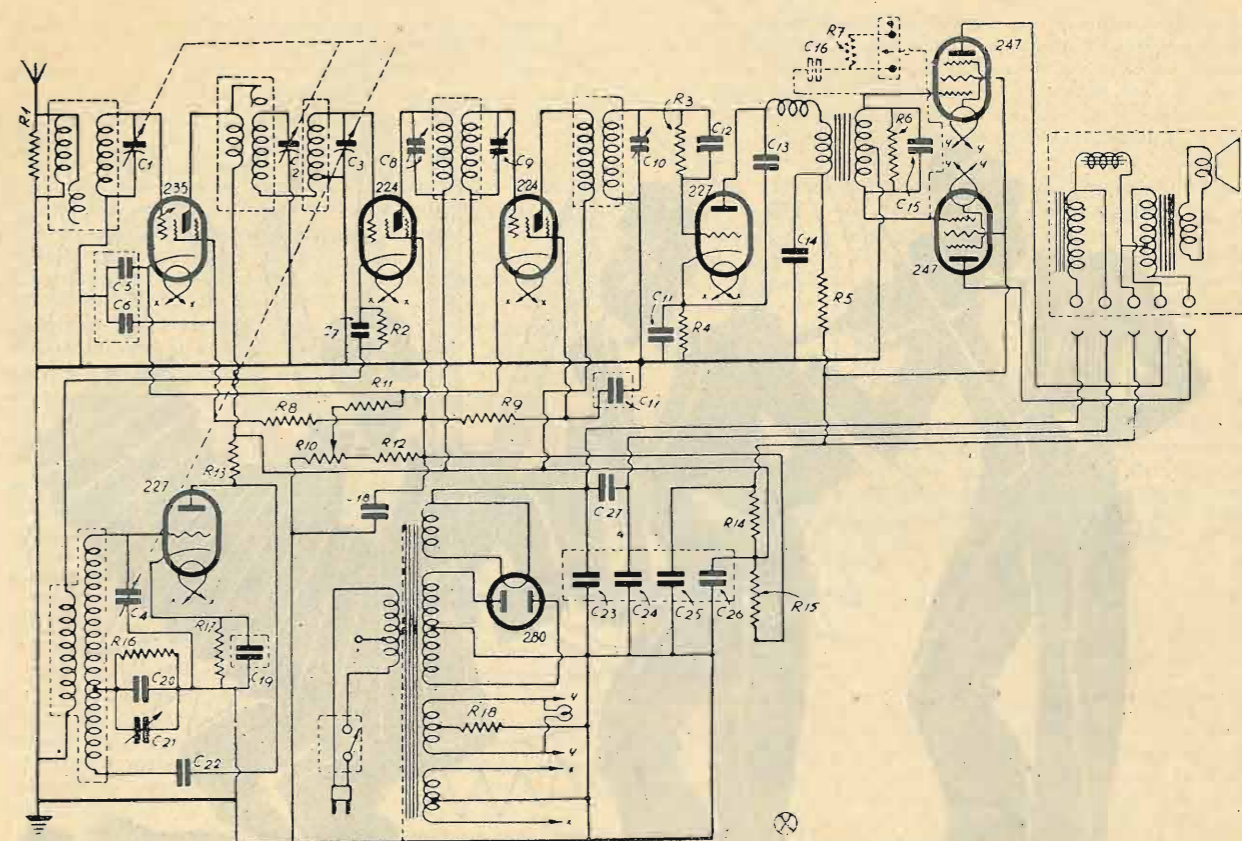 R1
C1
235
C5
C6
x x
C2
C3
224
x x
C7
R2
C8
C9
224
x x
C10
R3
C12
227
x x
C11
R4
C13
C14
R5
R7
C16
247
y y
y y
R6
C15
247
R8
R11
R9
C17
R10
R12
R13
227
x x
C4
R16
R17
C19
C20
C21
C22
C27
280
C23
C24
C25
C26
R14
R15
R18
y
y
x
x